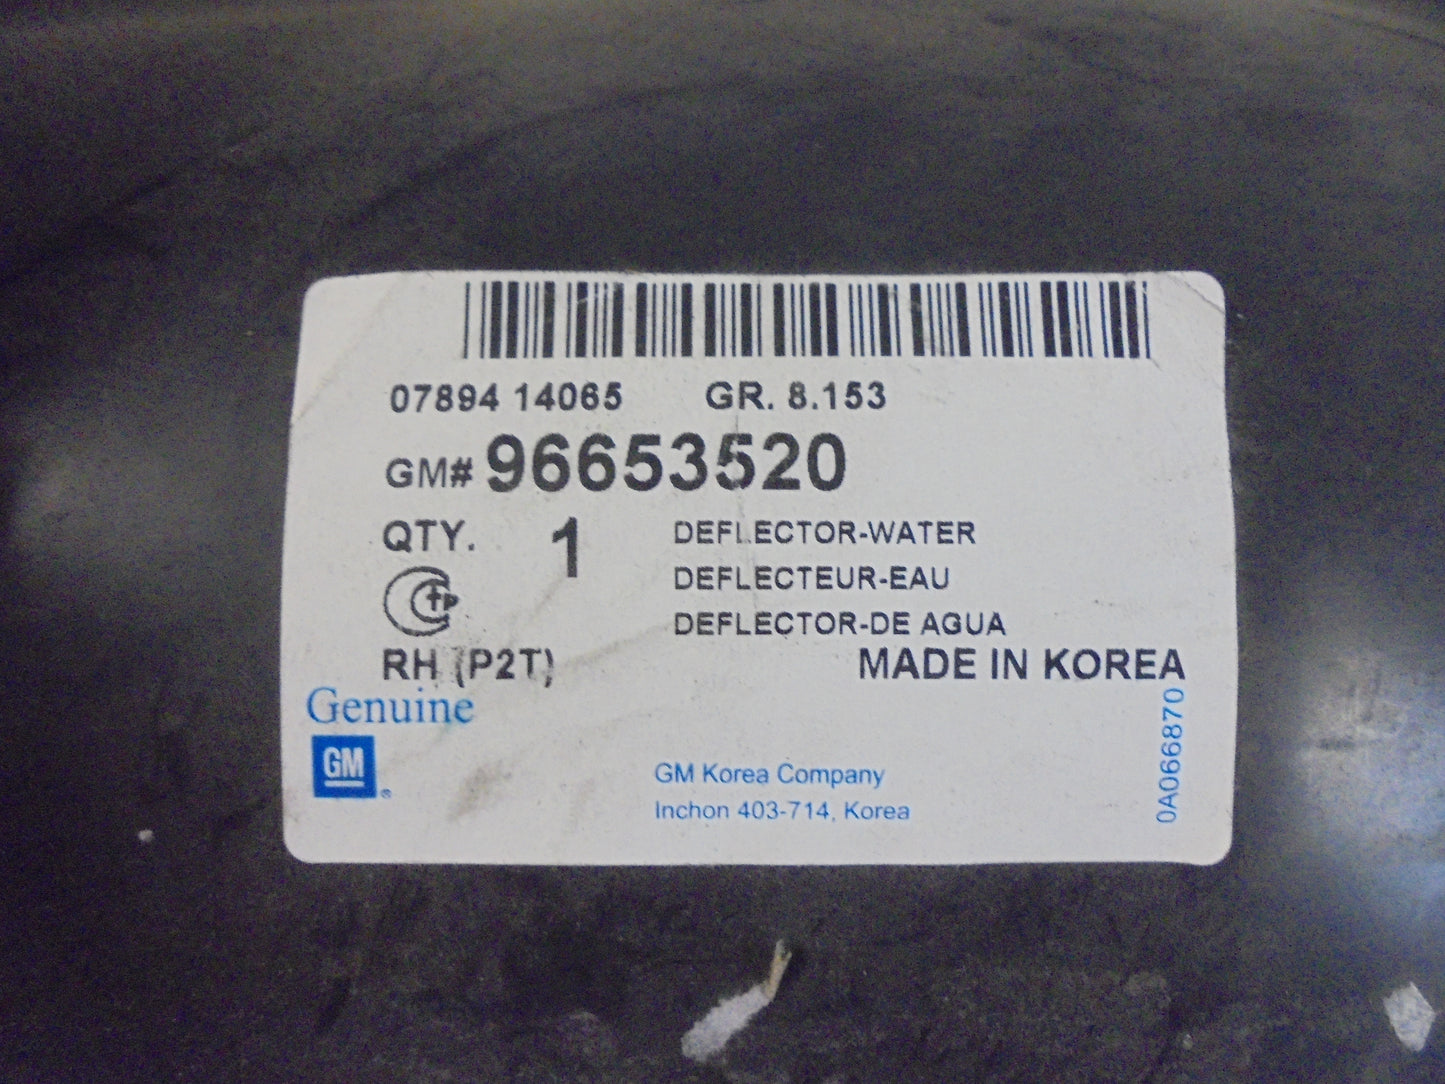 07894 14065 GR. 8.153
GM# 96653520
QTY. 1 DEFLECTOR-WATER
DEFLECTEUR-EAU
DEFLECTOR-DE AGUA
RH (P2T) MADE IN KOREA
Genuine
GM
GM Korea Company
Inchon 403-714, Korea
0A066870